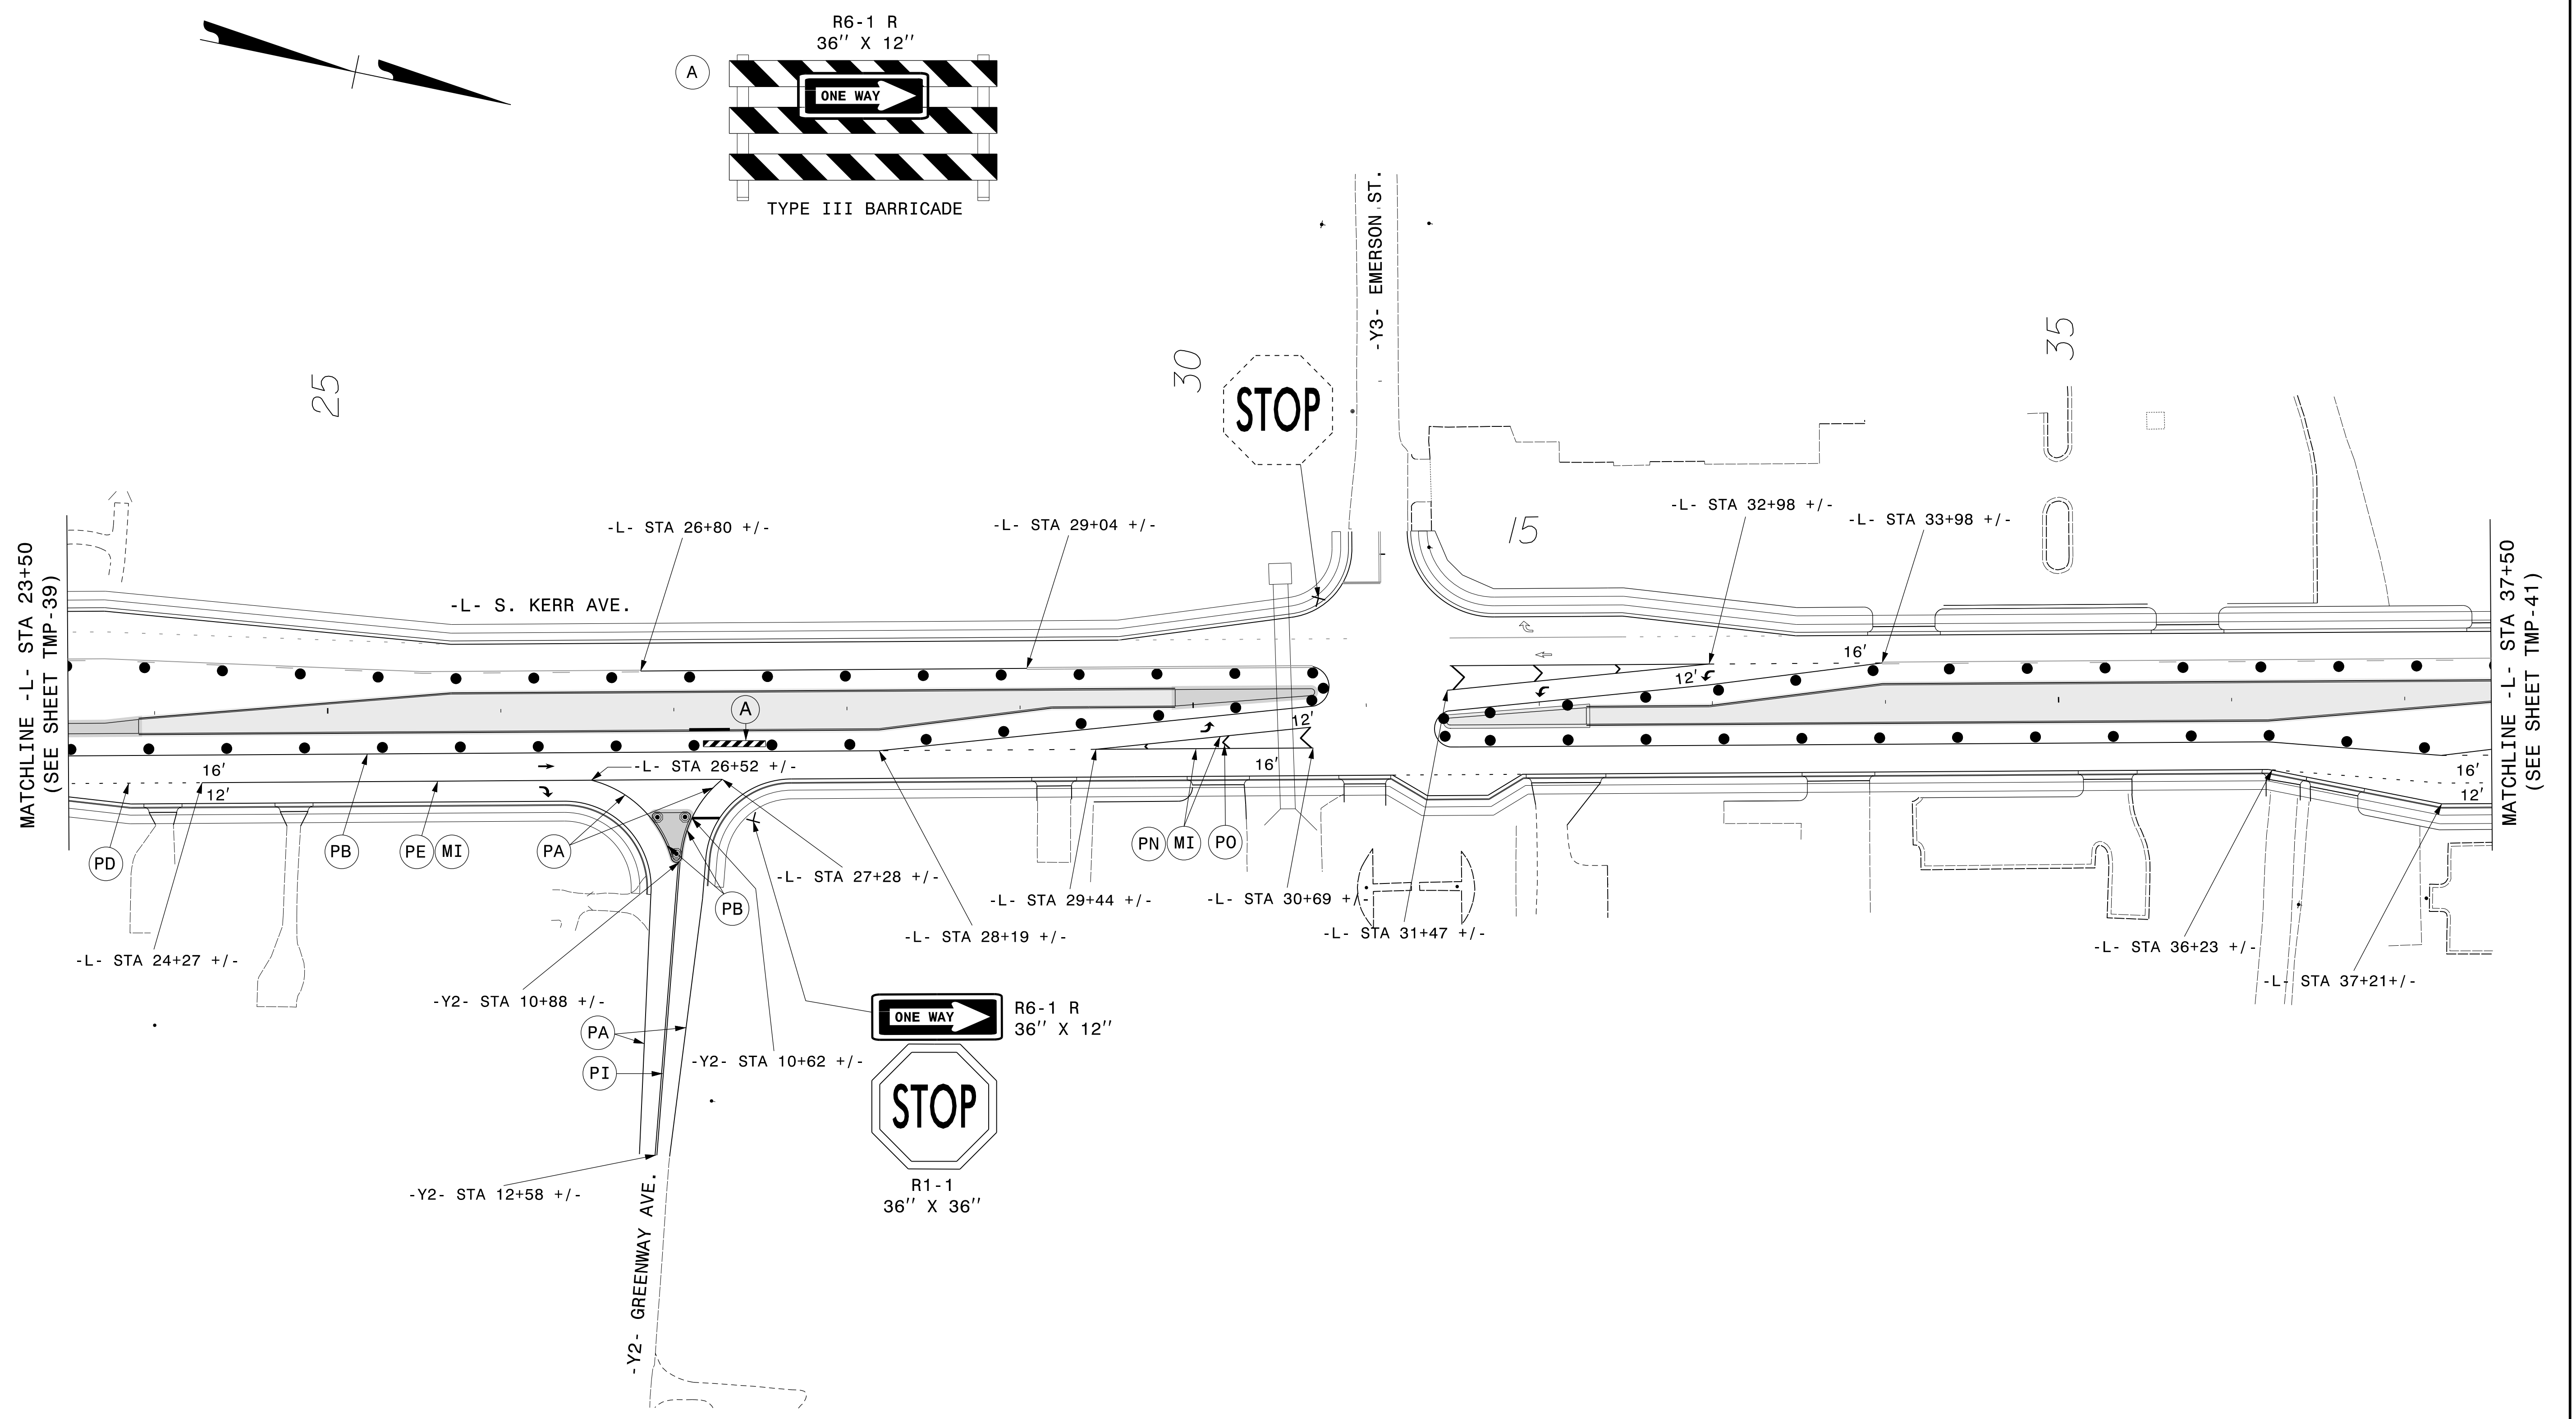 R6-1 R
36'' X 12''
A
ONE WAY
TYPE III BARRICADE
-Y3- EMERSON ST.
25
30
35
STOP
15
-L- STA 26+80 +/-
-L- STA 29+04 +/-
-L- STA 32+98 +/-
-L- STA 33+98 +/-
MATCHLINE -L- STA 23+50
(SEE SHEET TMP-39)
MATCHLINE -L- STA 37+50
(SEE SHEET TMP-41)
-L- S. KERR AVE.
16'
12'
A
12'
16'
12'
-L- STA 26+52 +/-
16'
16'
12'
PD
PB
PE
MI
PA
PN
MI
PO
PB
-L- STA 27+28 +/-
-L- STA 29+44 +/-
-L- STA 30+69 +/-
-L- STA 28+19 +/-
-L- STA 31+47 +/-
-L- STA 36+23 +/-
-L- STA 24+27 +/-
-L- STA 37+21+/-
-Y2- STA 10+88 +/-
PA
ONE WAY
R6-1 R
36'' X 12''
-Y2- STA 10+62 +/-
PI
STOP
R1-1
36'' X 36''
-Y2- STA 12+58 +/-
-Y2- GREENWAY AVE.